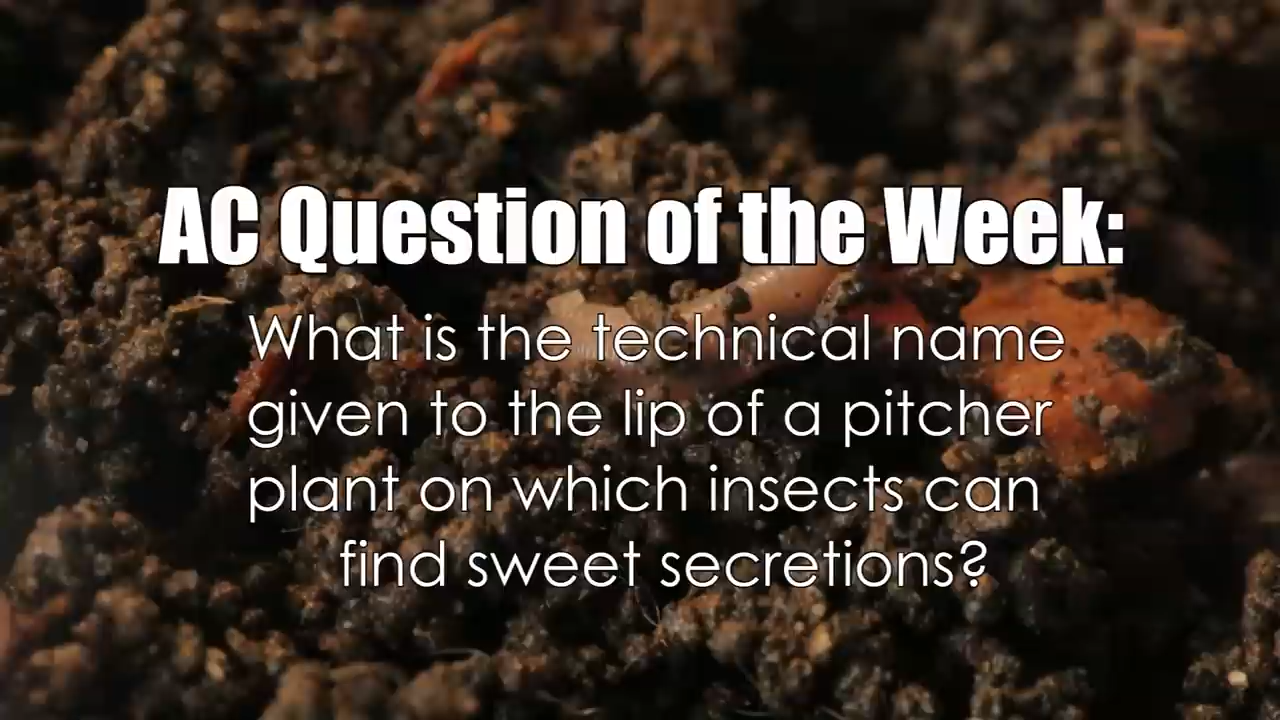 AC Question of the Week:
What is the technical name
given to the lip of a pitcher
plant on which insects can
find sweet secretions?